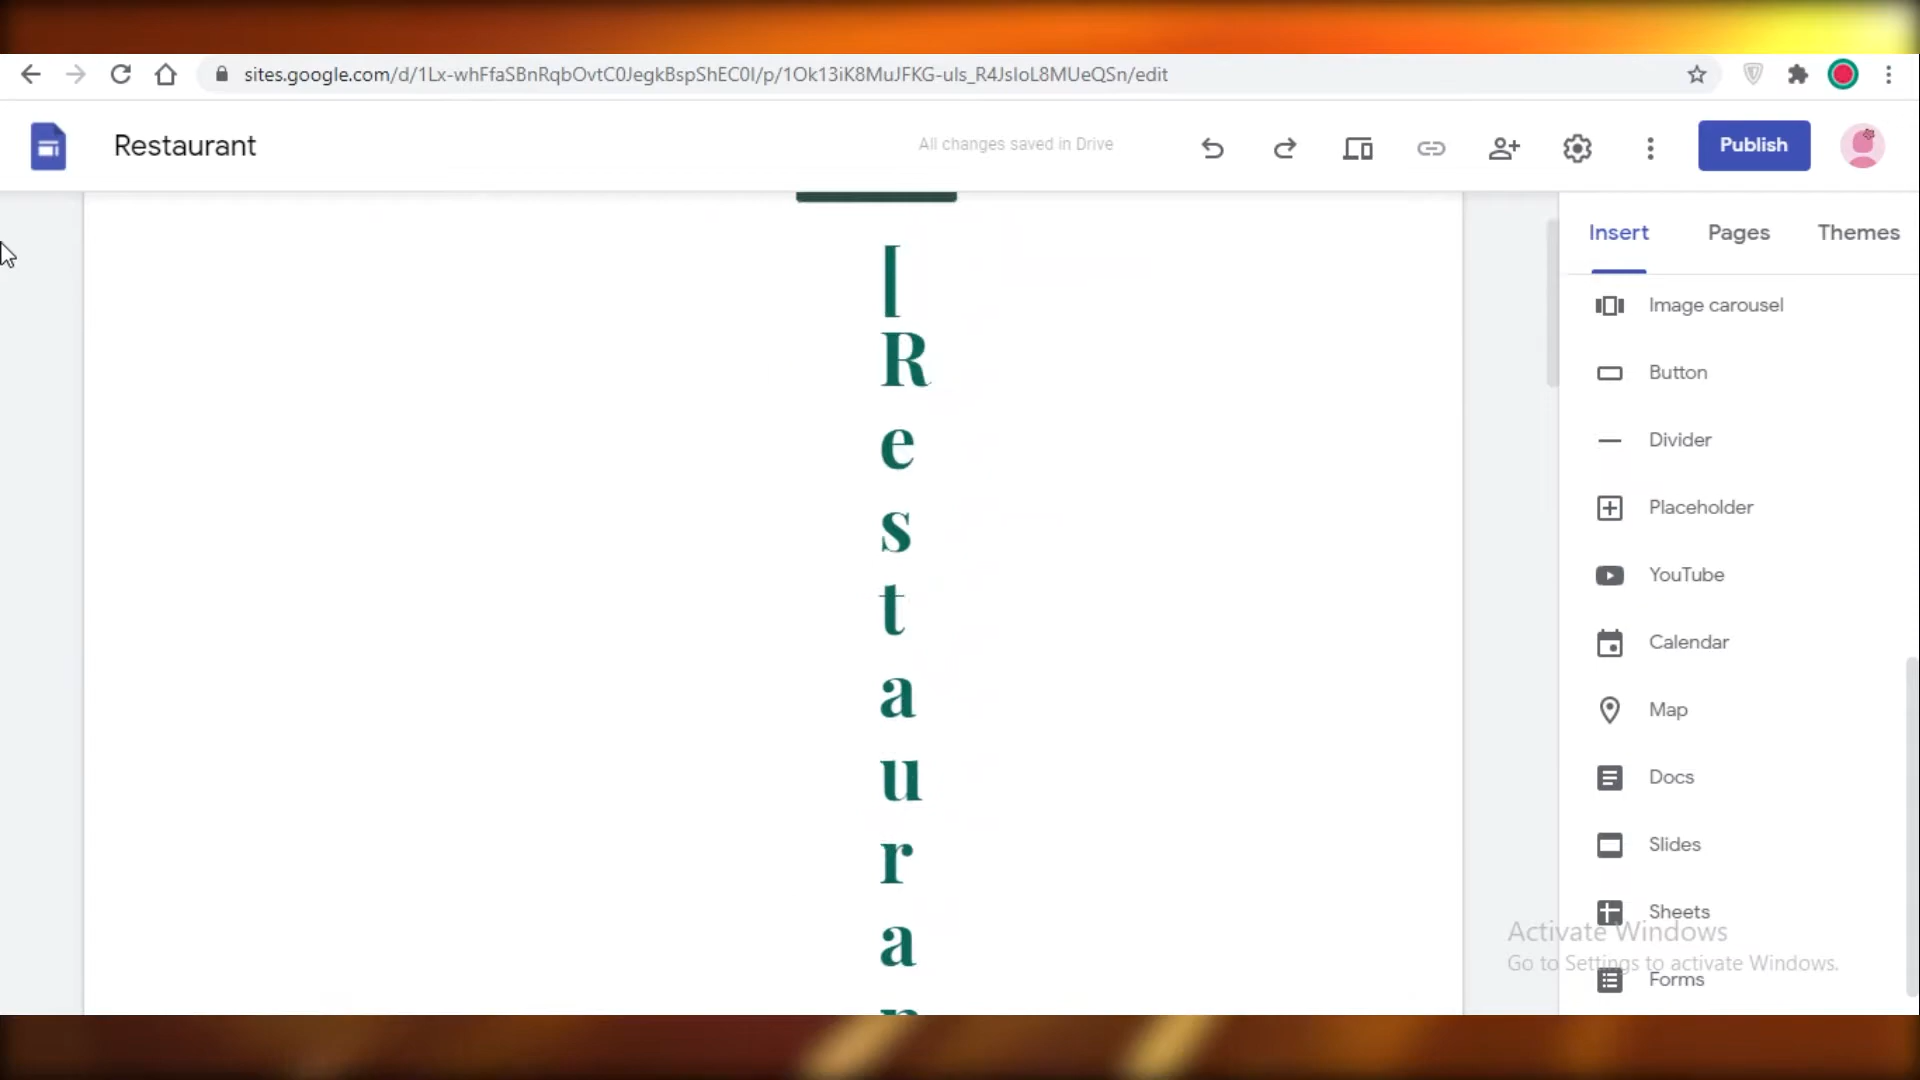 sites.google.com/d/1Lx-whFfaSBnRqbOvtC0JegkBspShEC0I/p/1Ok13iK8MuJFKG-uls_R4JsIoL8MUeQSn/edit
Restaurant
All changes saved in Drive
Publish
Insert
Pages
Themes
[
R
e
s
t
a
u
r
a
Image carousel
Button
Divider
Placeholder
YouTube
Calendar
Map
Docs
Slides
Sheets
Forms
Activate Windows
Go to Settings to activate Windows.